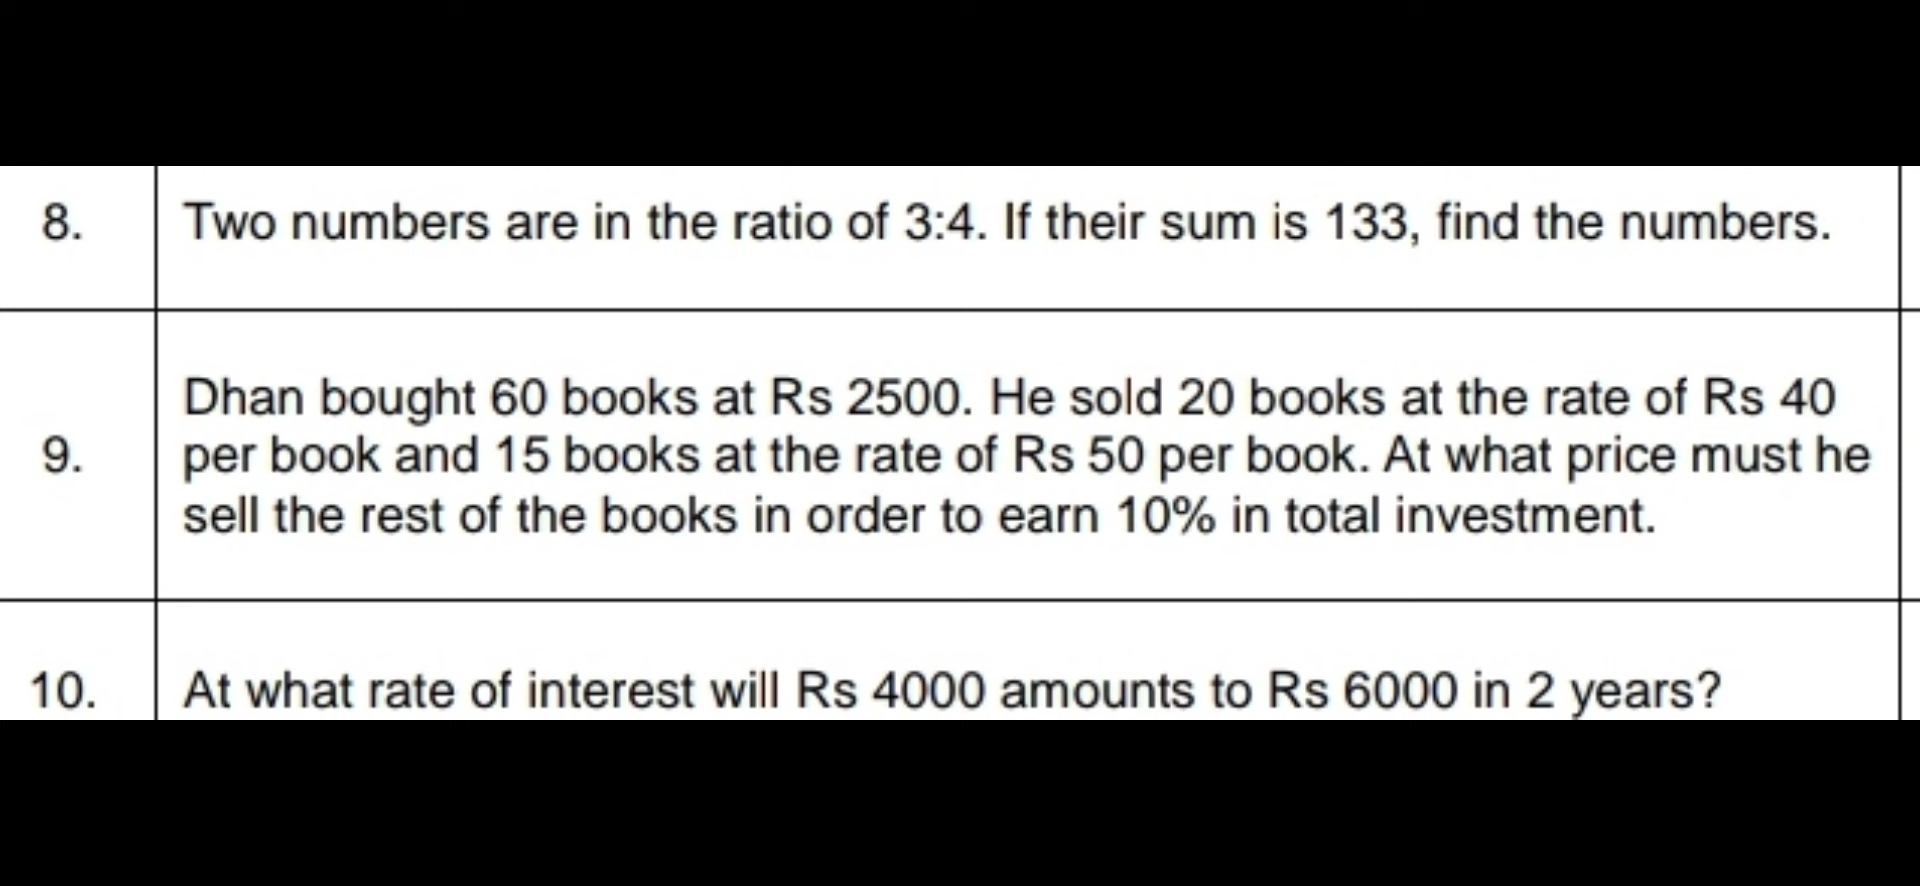 8. Two numbers are in the ratio of 3:4. If their sum is 133, find the numbers.
Dhan bought 60 books at Rs 2500. He sold 20 books at the rate of Rs 40
9. per book and 15 books at the rate of Rs 50 per book. At what price must he
sell the rest of the books in order to earn 10% in total investment.
10. At what rate of interest will Rs 4000 amounts to Rs 6000 in 2 years?